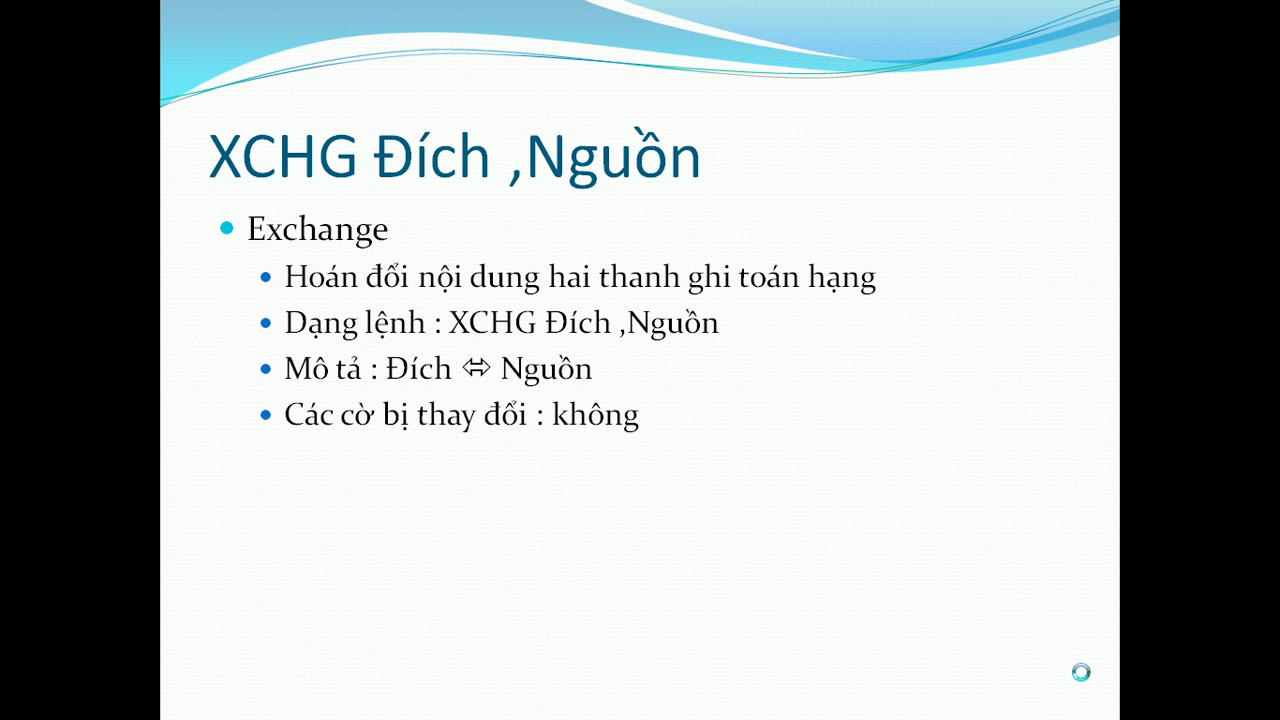 XCHG Đích ,Nguồn
Exchange
Hoán đổi nội dung hai thanh ghi toán hạng
Dạng lệnh : XCHG Đích ,Nguồn
Mô tả : Đích ⬄ Nguồn
Các cờ bị thay đổi : không